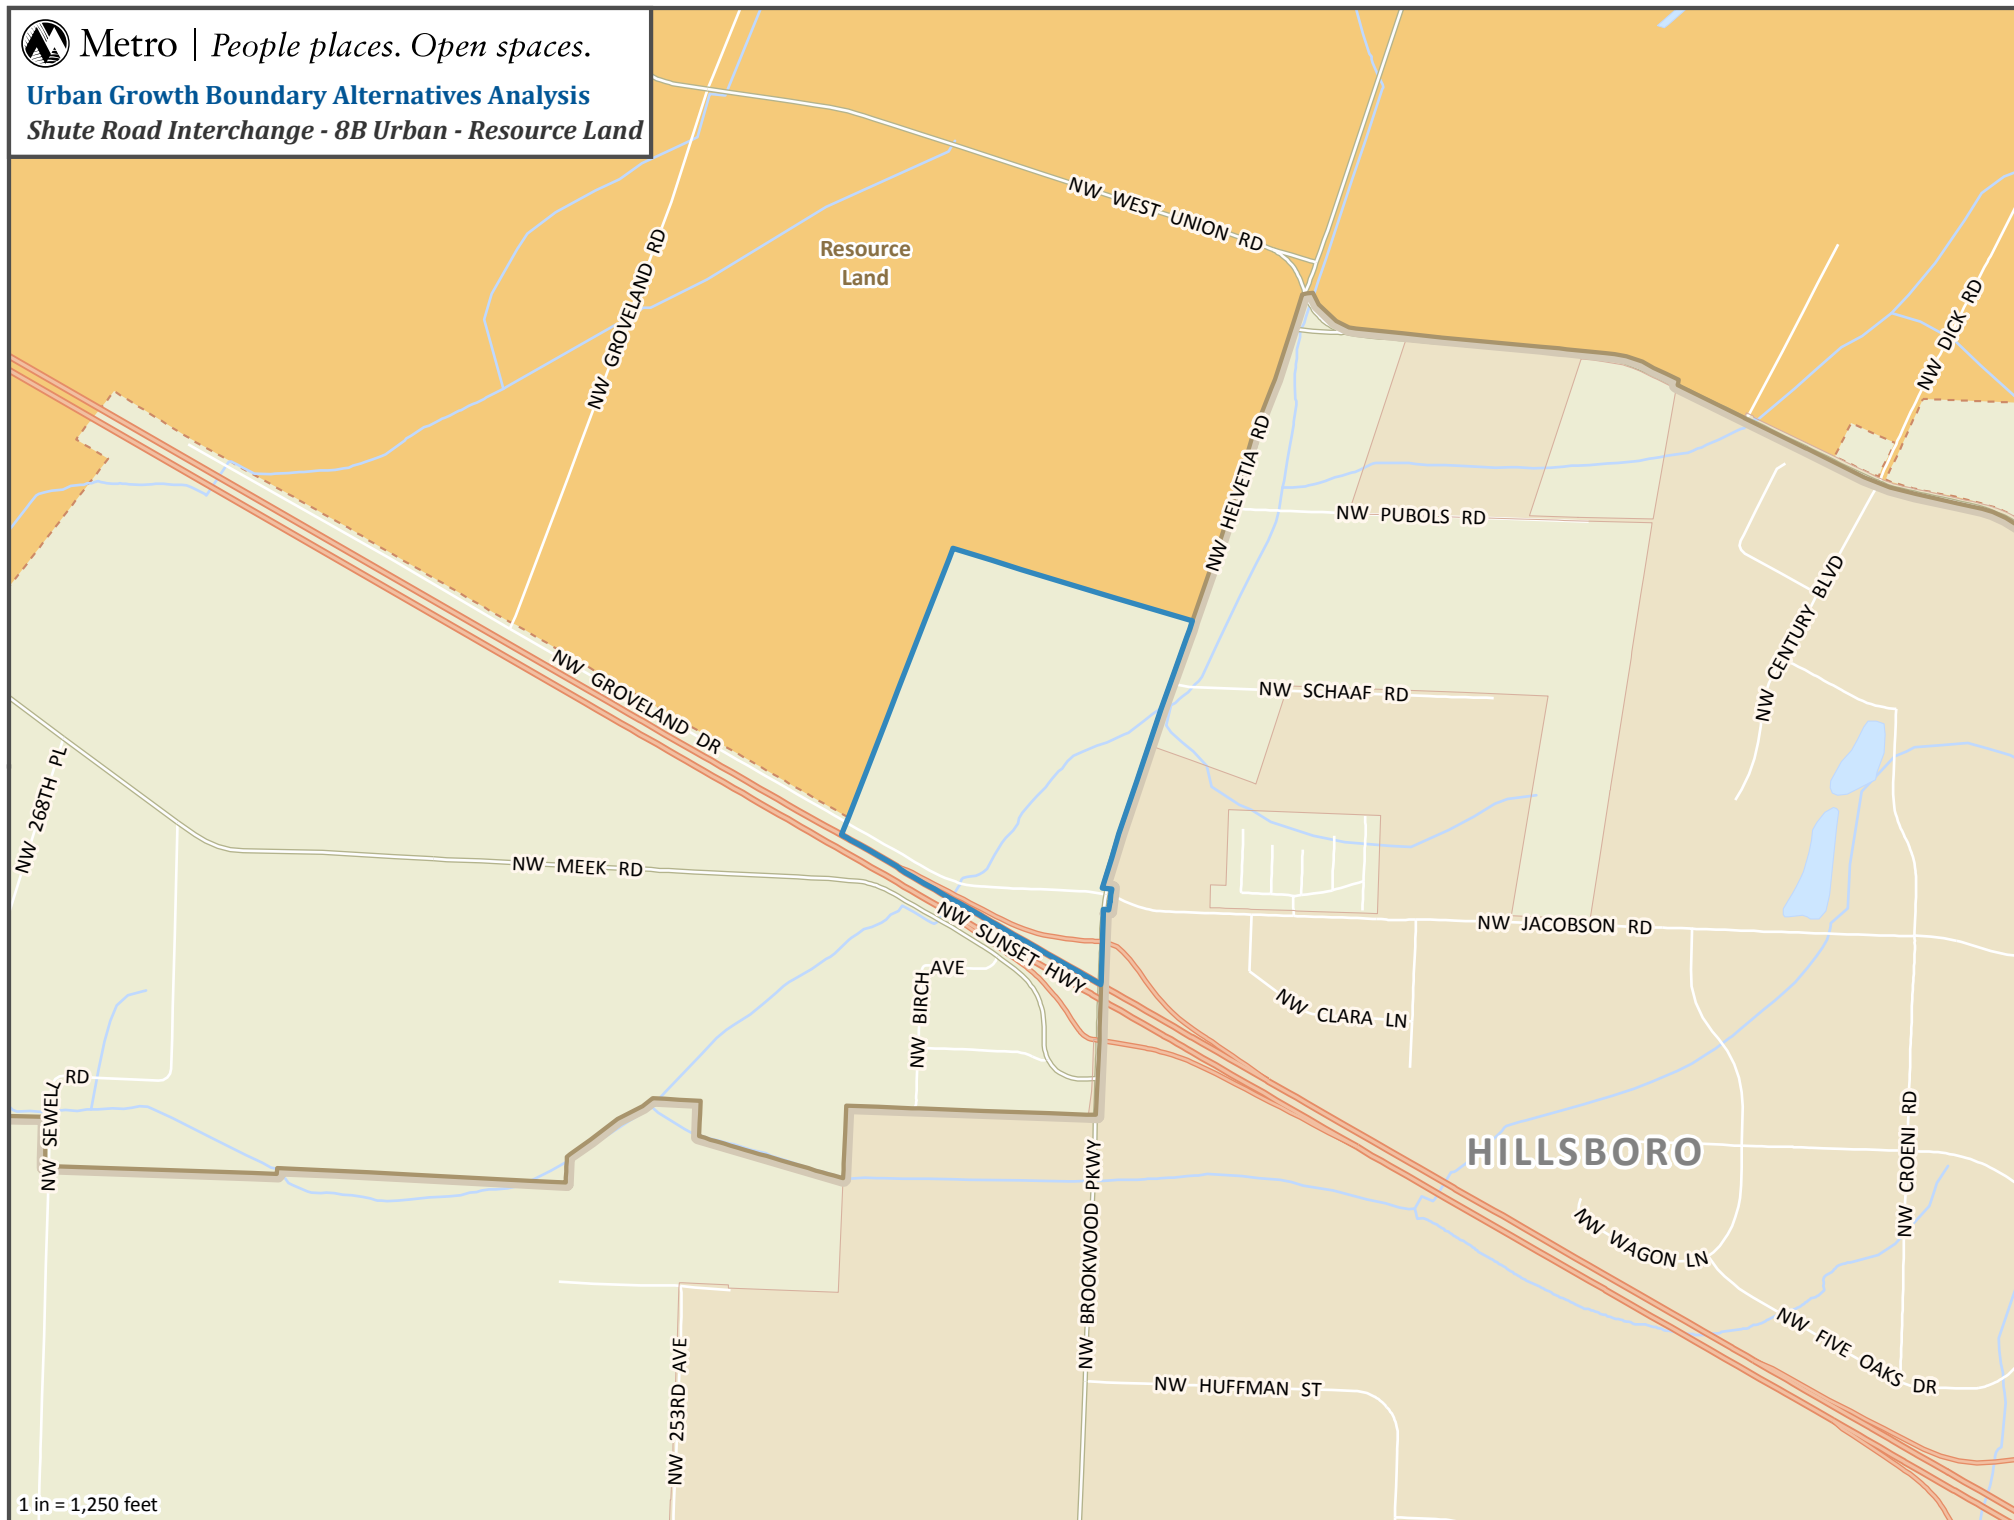 Metro | People places. Open spaces.
Urban Growth Boundary Alternatives Analysis
Shute Road Interchange - 8B Urban - Resource Land
NW WEST UNION RD
Resource
Land
NW GROVELAND RD
NW DICK RD
NW HELVETIA RD
NW PUBOLS RD
NW CENTURY BLVD
NW GROVELAND DR
NW SCHAAF RD
NW 268TH PL
NW MEEK RD
NW SUNSET HWY
NW JACOBSON RD
NW BIRCH AVE
NW CLARA LN
NW SEWELL RD
HILLSBORO
NW CROENI RD
NW BROOKWOOD PKWY
NW WAGON LN
NW FIVE OAKS DR
NW 253RD AVE
NW HUFFMAN ST
1 in = 1,250 feet